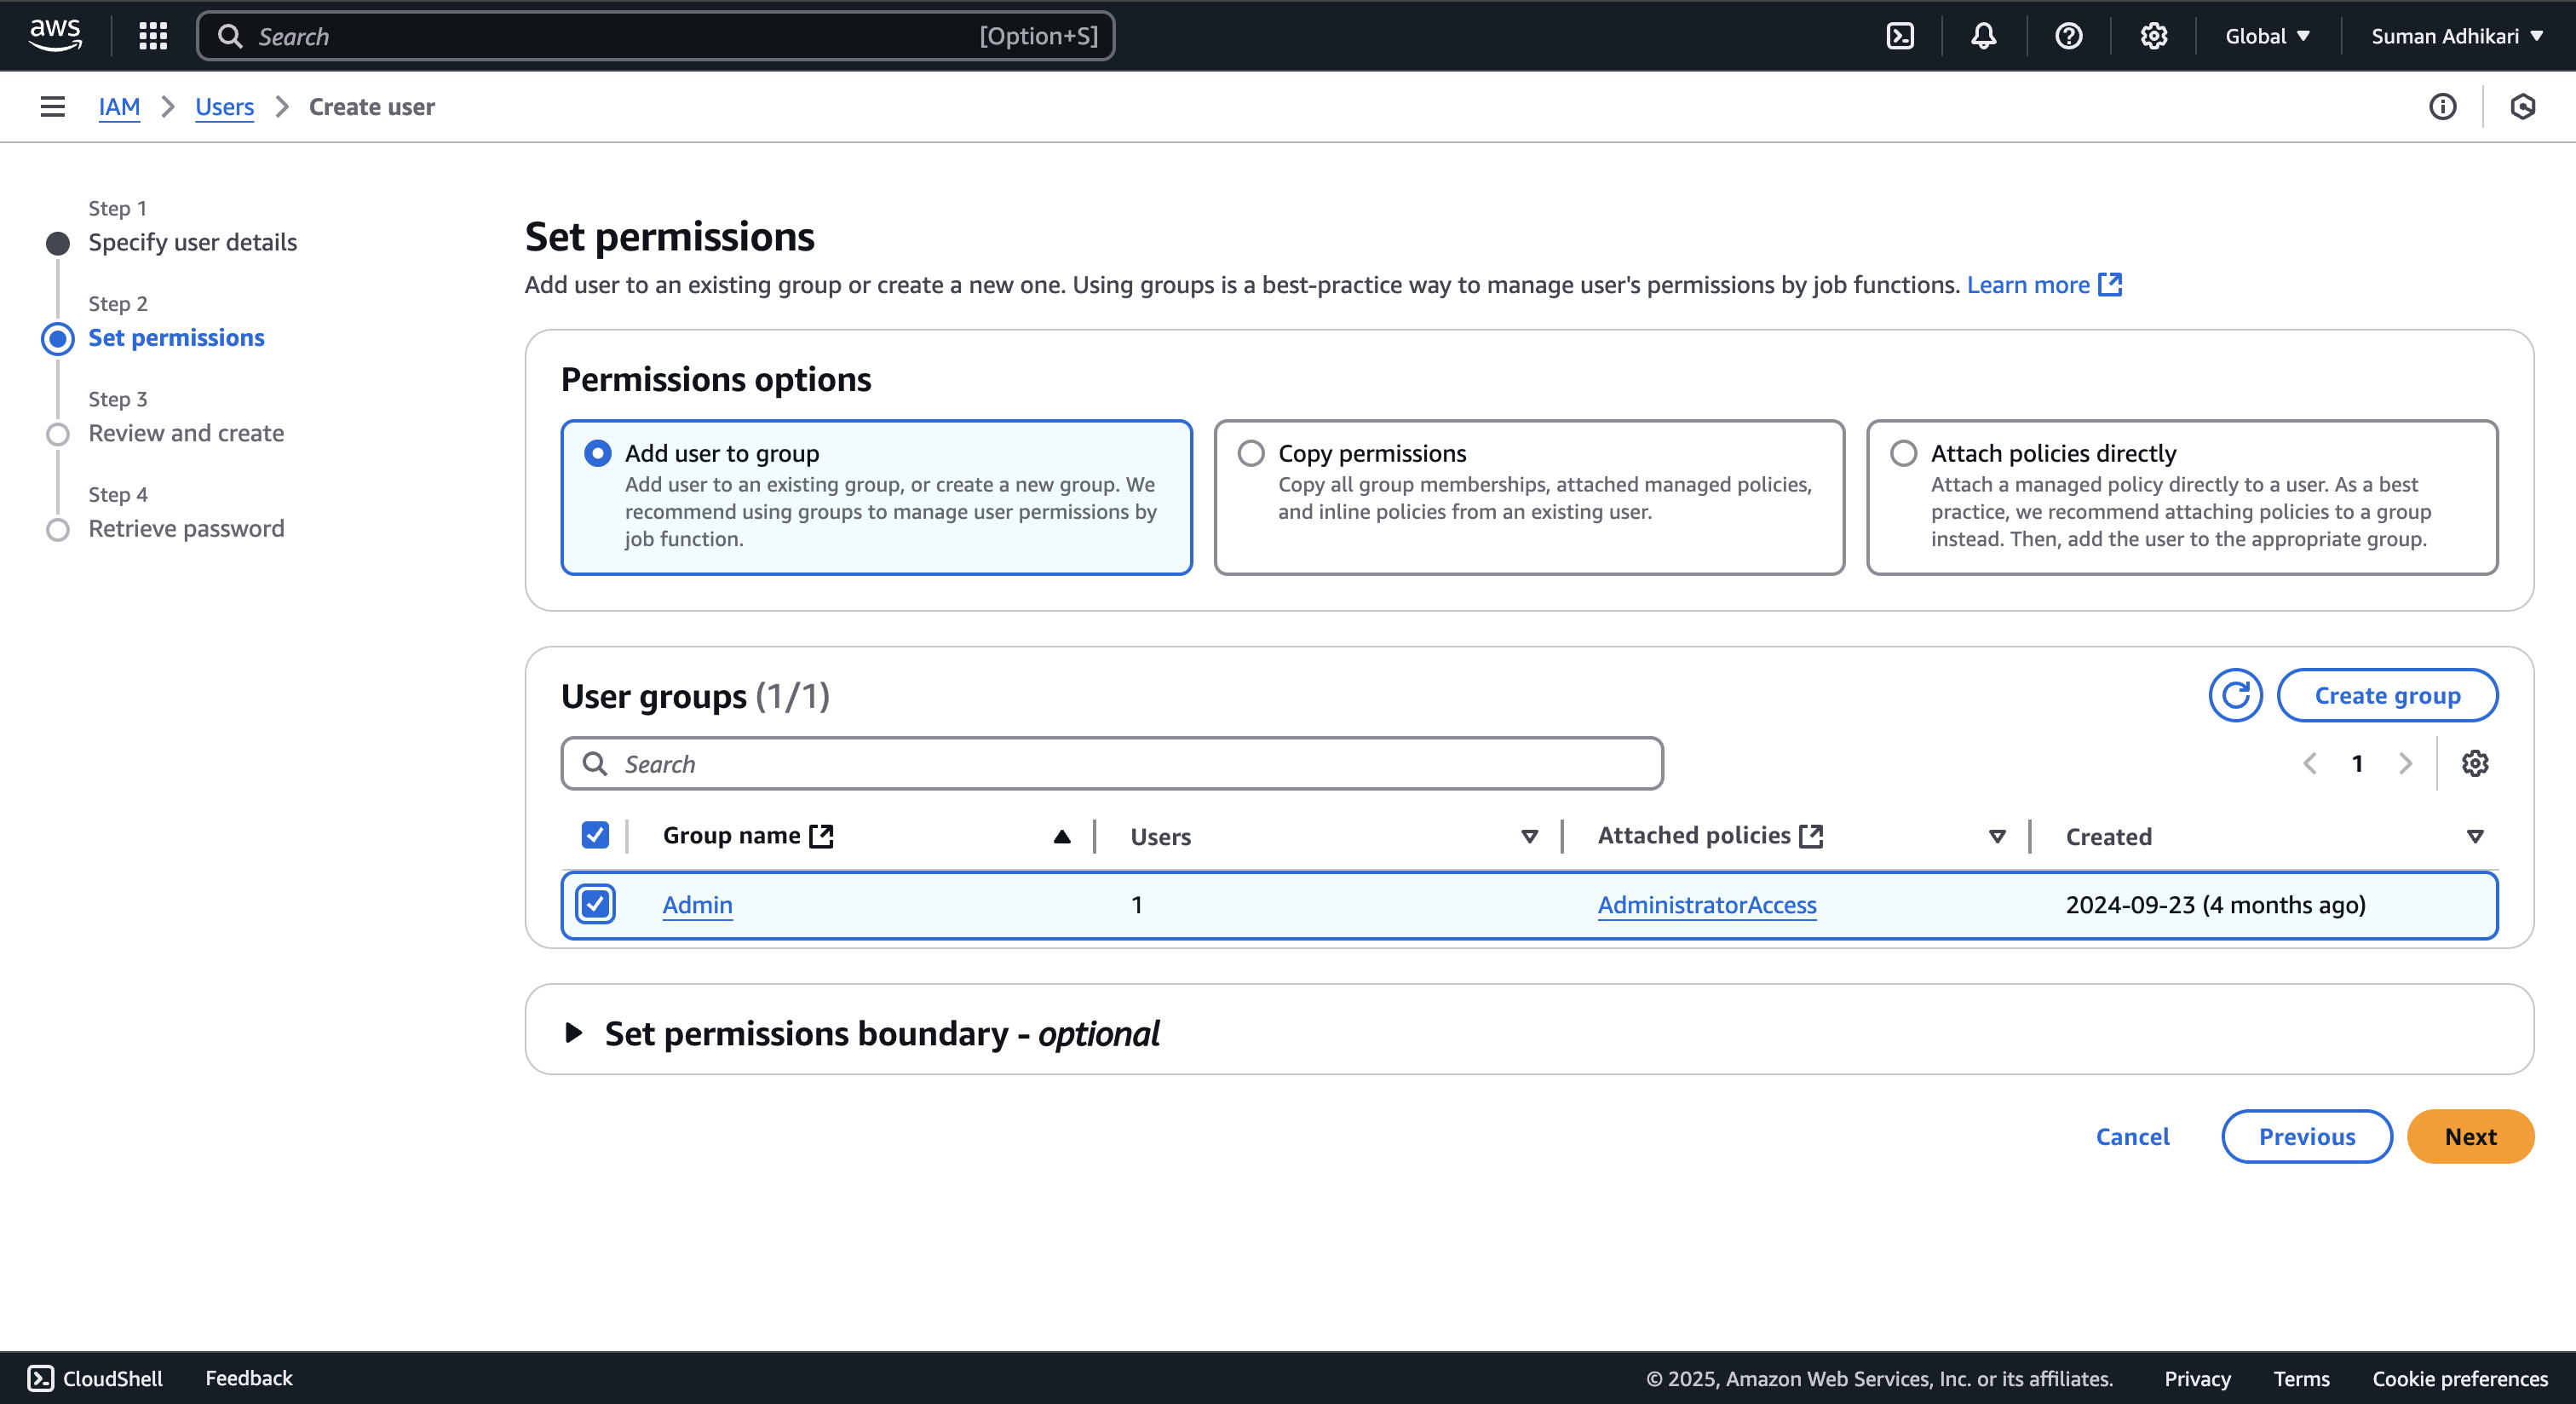 aws
Search [Option+S]
Global
Suman Adhikari
IAM
Users
Create user
Step 1
Specify user details
Step 2
Set permissions
Step 3
Review and create
Step 4
Retrieve password
Set permissions
Add user to an existing group or create a new one. Using groups is a best-practice way to manage user's permissions by job functions. Learn more
Permissions options
Add user to group
Add user to an existing group, or create a new group. We
recommend using groups to manage user permissions by
job function.
Copy permissions
Copy all group memberships, attached managed policies,
and inline policies from an existing user.
Attach policies directly
Attach a managed policy directly to a user. As a best
practice, we recommend attaching policies to a group
instead. Then, add the user to the appropriate group.
User groups (1/1)
Create group
Search
1
Group name
Users
Attached policies
Created
Admin
1
AdministratorAccess
2024-09-23 (4 months ago)
Set permissions boundary - optional
Cancel
Previous
Next
CloudShell
Feedback
© 2025, Amazon Web Services, Inc. or its affiliates.
Privacy
Terms
Cookie preferences